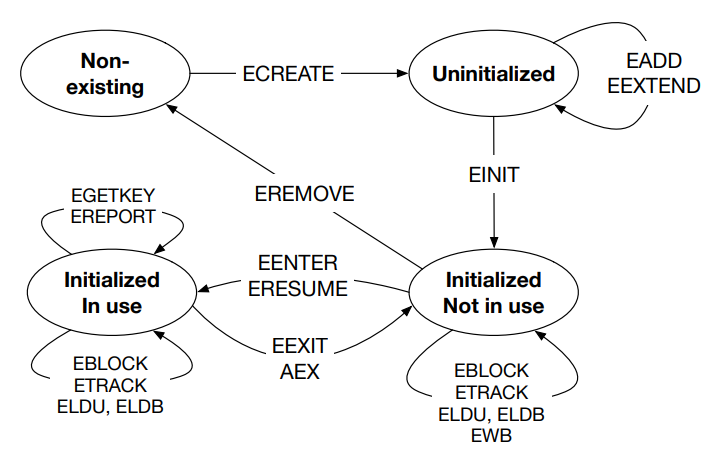 Non-
existing
ECREATE
Uninitialized
EADD
EEXTEND
EINIT
EREMOVE
EGETKEY
EREPORT
Initialized
In use
EENTER
ERESUME
Initialized
Not in use
EEXIT
AEX
EBLOCK
ETRACK
ELDU, ELDB
EBLOCK
ETRACK
ELDU, ELDB
EWB